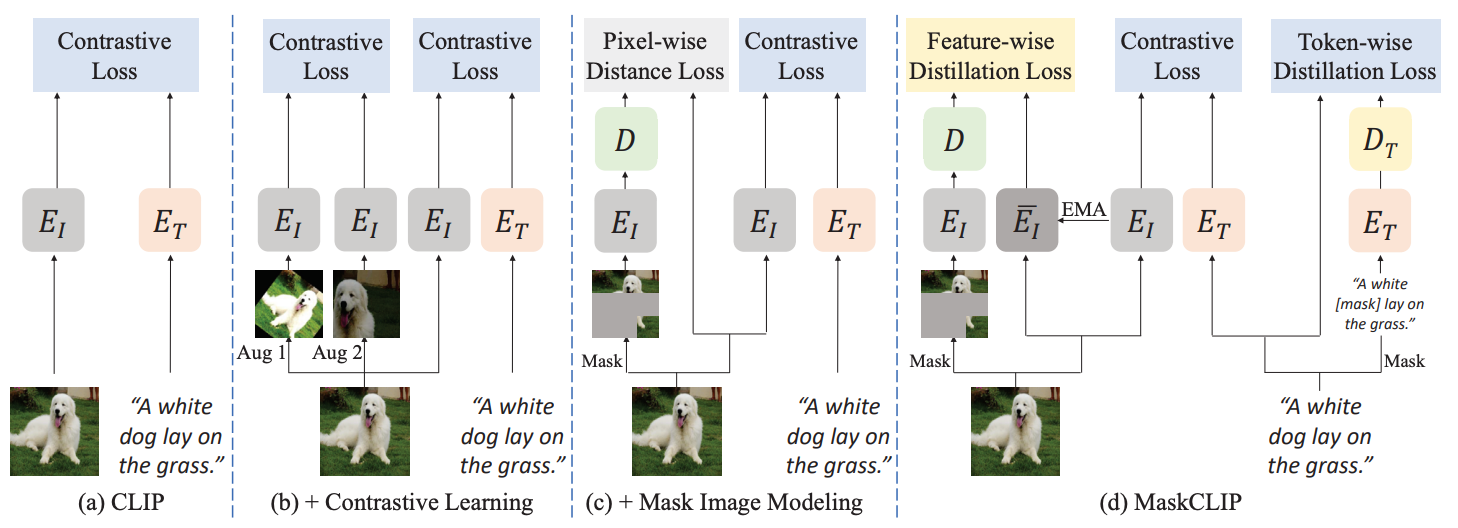 Contrastive
Loss
E_I
E_T
"A white
dog lay on
the grass."
(a) CLIP
Contrastive
Loss
Contrastive
Loss
E_I
E_I
E_I
E_T
Aug 1
Aug 2
"A white
dog lay on
the grass."
(b) + Contrastive Learning
Pixel-wise
Distance Loss
Contrastive
Loss
D
E_I
E_I
E_T
Mask
"A white
dog lay on
the grass."
(c) + Mask Image Modeling
Feature-wise
Distillation Loss
Contrastive
Loss
Token-wise
Distillation Loss
D
D_T
E_I
E̅_I
EMA
E_I
E_T
E_T
"A white
[mask] lay on
the grass."
Mask
Mask
"A white
dog lay on
the grass."
(d) MaskCLIP